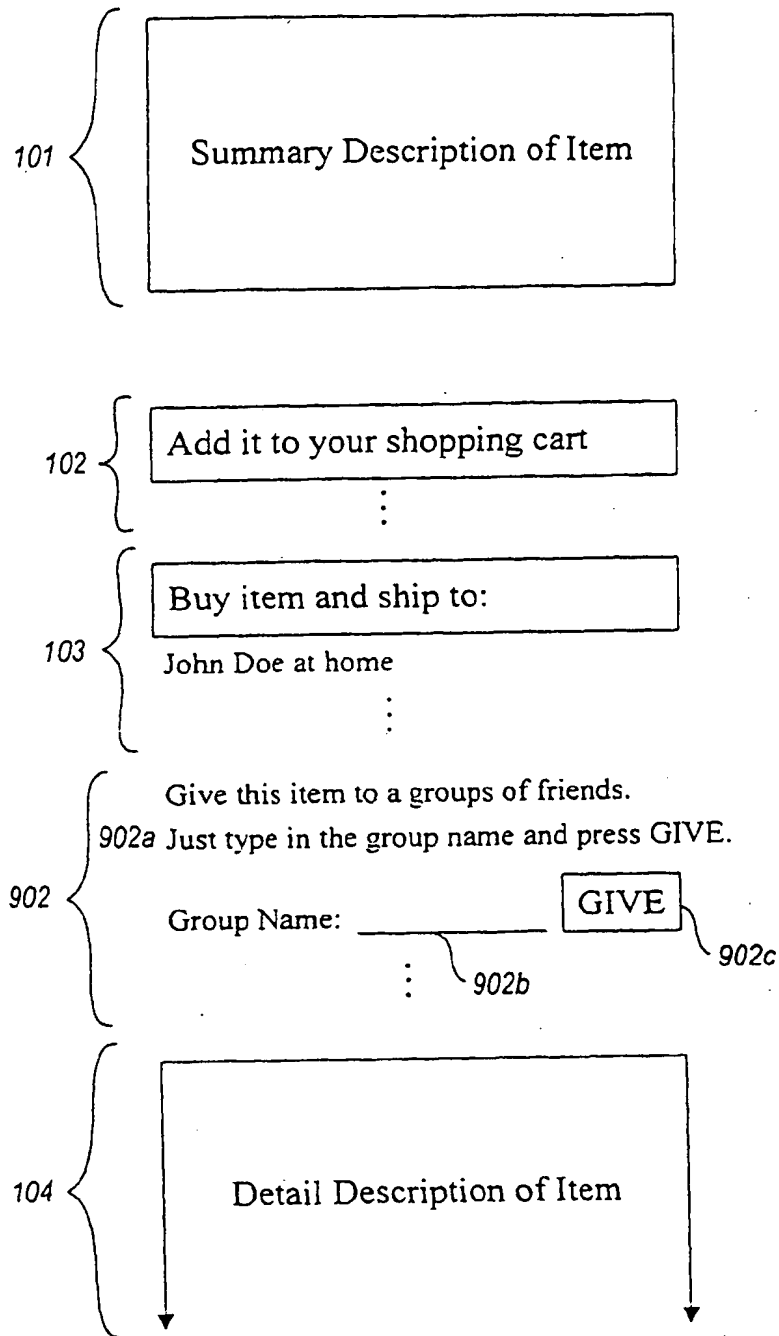 101
Summary Description of Item
102
Add it to your shopping cart
103
Buy item and ship to:
John Doe at home
902
Give this item to a groups of friends.
902a Just type in the group name and press GIVE.
Group Name: GIVE
902b
902c
104
Detail Description of Item